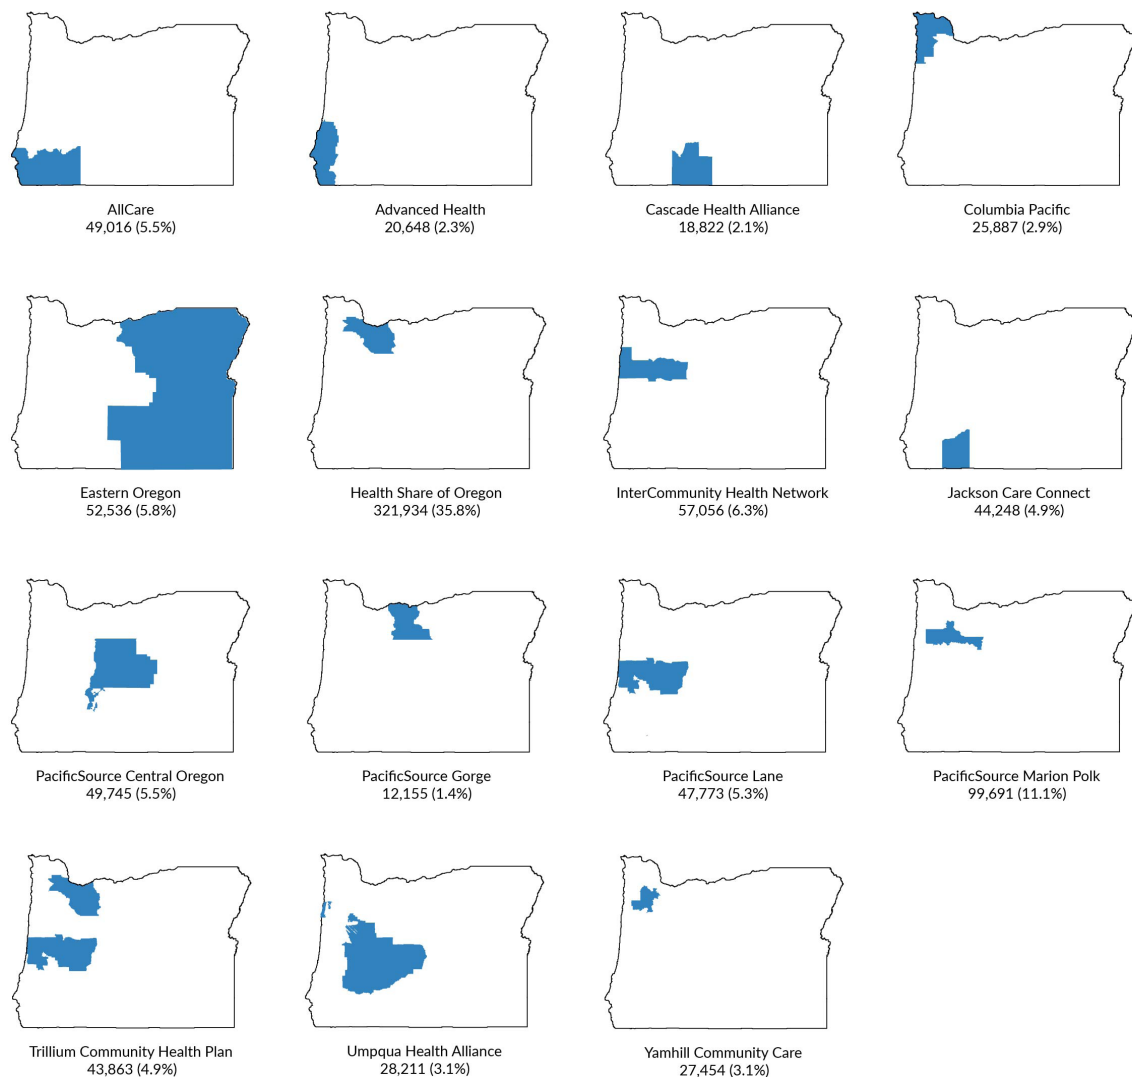 AllCare
49,016 (5.5%)
Advanced Health
20,648 (2.3%)
Cascade Health Alliance
18,822 (2.1%)
Columbia Pacific
25,887 (2.9%)
Eastern Oregon
52,536 (5.8%)
Health Share of Oregon
321,934 (35.8%)
InterCommunity Health Network
57,056 (6.3%)
Jackson Care Connect
44,248 (4.9%)
PacificSource Central Oregon
49,745 (5.5%)
PacificSource Gorge
12,155 (1.4%)
PacificSource Lane
47,773 (5.3%)
PacificSource Marion Polk
99,691 (11.1%)
Trillium Community Health Plan
43,863 (4.9%)
Umpqua Health Alliance
28,211 (3.1%)
Yamhill Community Care
27,454 (3.1%)